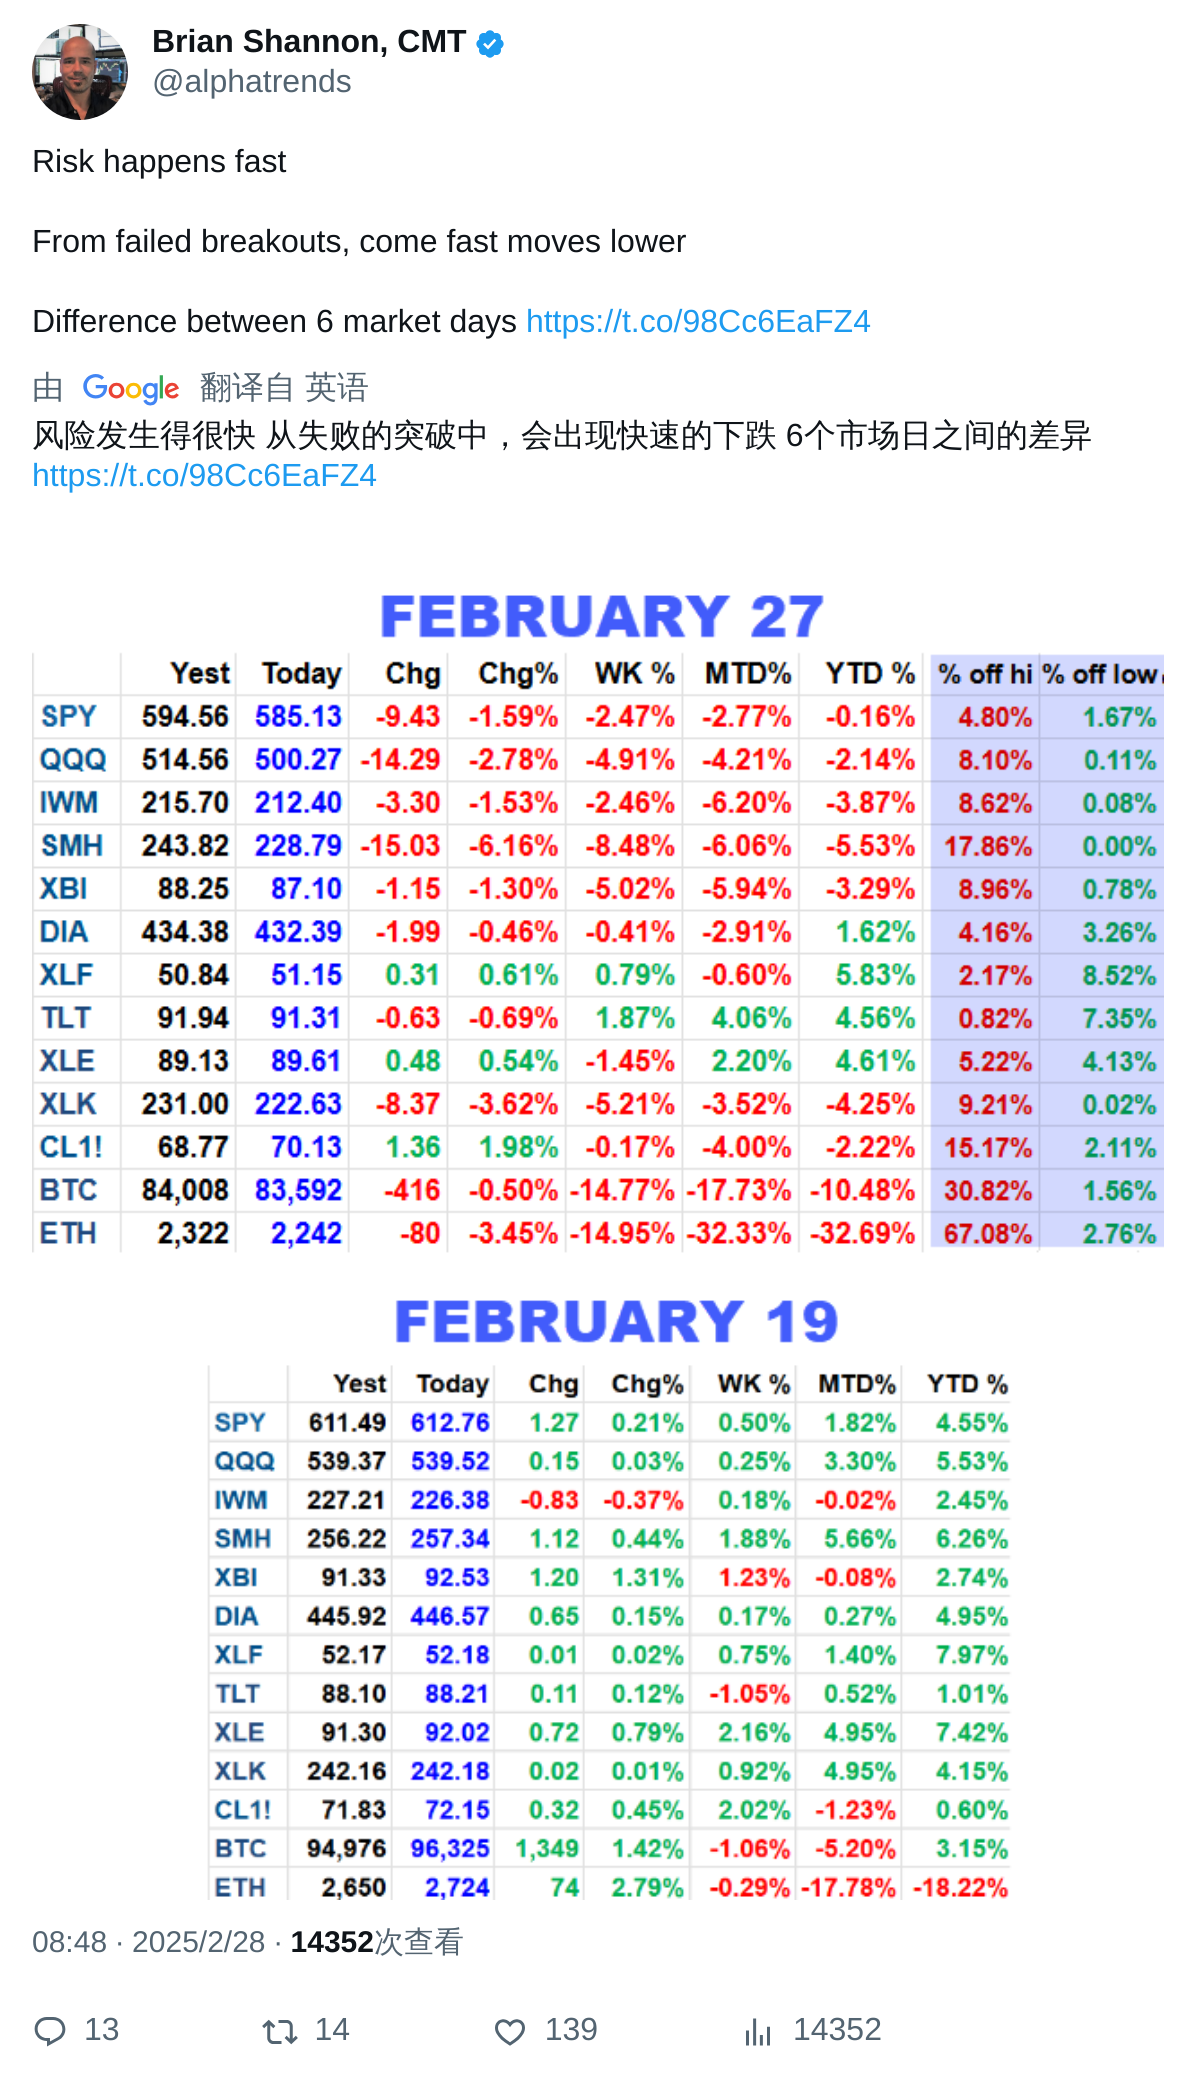 Brian Shannon, CMT
@alphatrends
Risk happens fast
From failed breakouts, come fast moves lower
Difference between 6 market days https://t.co/98Cc6EaFZ4
由 Google 翻译自 英语
风险发生得很快 从失败的突破中，会出现快速的下跌 6个市场日之间的差异
https://t.co/98Cc6EaFZ4
FEBRUARY 27
Yest Today Chg Chg% WK % MTD% YTD % % off hi % off low
SPY 594.56 585.13 -9.43 -1.59% -2.47% -2.77% -0.16% 4.80% 1.67%
QQQ 514.56 500.27 -14.29 -2.78% -4.91% -4.21% -2.14% 8.10% 0.11%
IWM 215.70 212.40 -3.30 -1.53% -2.46% -6.20% -3.87% 8.62% 0.08%
SMH 243.82 228.79 -15.03 -6.16% -8.48% -6.06% -5.53% 17.86% 0.00%
XBI 88.25 87.10 -1.15 -1.30% -5.02% -5.94% -3.29% 8.96% 0.78%
DIA 434.38 432.39 -1.99 -0.46% -0.41% -2.91% 1.62% 4.16% 3.26%
XLF 50.84 51.15 0.31 0.61% 0.79% -0.60% 5.83% 2.17% 8.52%
TLT 91.94 91.31 -0.63 -0.69% 1.87% 4.06% 4.56% 0.82% 7.35%
XLE 89.13 89.61 0.48 0.54% -1.45% 2.20% 4.61% 5.22% 4.13%
XLK 231.00 222.63 -8.37 -3.62% -5.21% -3.52% -4.25% 9.21% 0.02%
CL1! 68.77 70.13 1.36 1.98% -0.17% -4.00% -2.22% 15.17% 2.11%
BTC 84,008 83,592 -416 -0.50% -14.77% -17.73% -10.48% 30.82% 1.56%
ETH 2,322 2,242 -80 -3.45% -14.95% -32.33% -32.69% 67.08% 2.76%
FEBRUARY 19
Yest Today Chg Chg% WK % MTD% YTD %
SPY 611.49 612.76 1.27 0.21% 0.50% 1.82% 4.55%
QQQ 539.37 539.52 0.15 0.03% 0.25% 3.30% 5.53%
IWM 227.21 226.38 -0.83 -0.37% 0.18% -0.02% 2.45%
SMH 256.22 257.34 1.12 0.44% 1.88% 5.66% 6.26%
XBI 91.33 92.53 1.20 1.31% 1.23% -0.08% 2.74%
DIA 445.92 446.57 0.65 0.15% 0.17% 0.27% 4.95%
XLF 52.17 52.18 0.01 0.02% 0.75% 1.40% 7.97%
TLT 88.10 88.21 0.11 0.12% -1.05% 0.52% 1.01%
XLE 91.30 92.02 0.72 0.79% 2.16% 4.95% 7.42%
XLK 242.16 242.18 0.02 0.01% 0.92% 4.95% 4.15%
CL1! 71.83 72.15 0.32 0.45% 2.02% -1.23% 0.60%
BTC 94,976 96,325 1,349 1.42% -1.06% -5.20% 3.15%
ETH 2,650 2,724 74 2.79% -0.29% -17.78% -18.22%
08:48 · 2025/2/28 · 14352次查看
13 14 139 14352